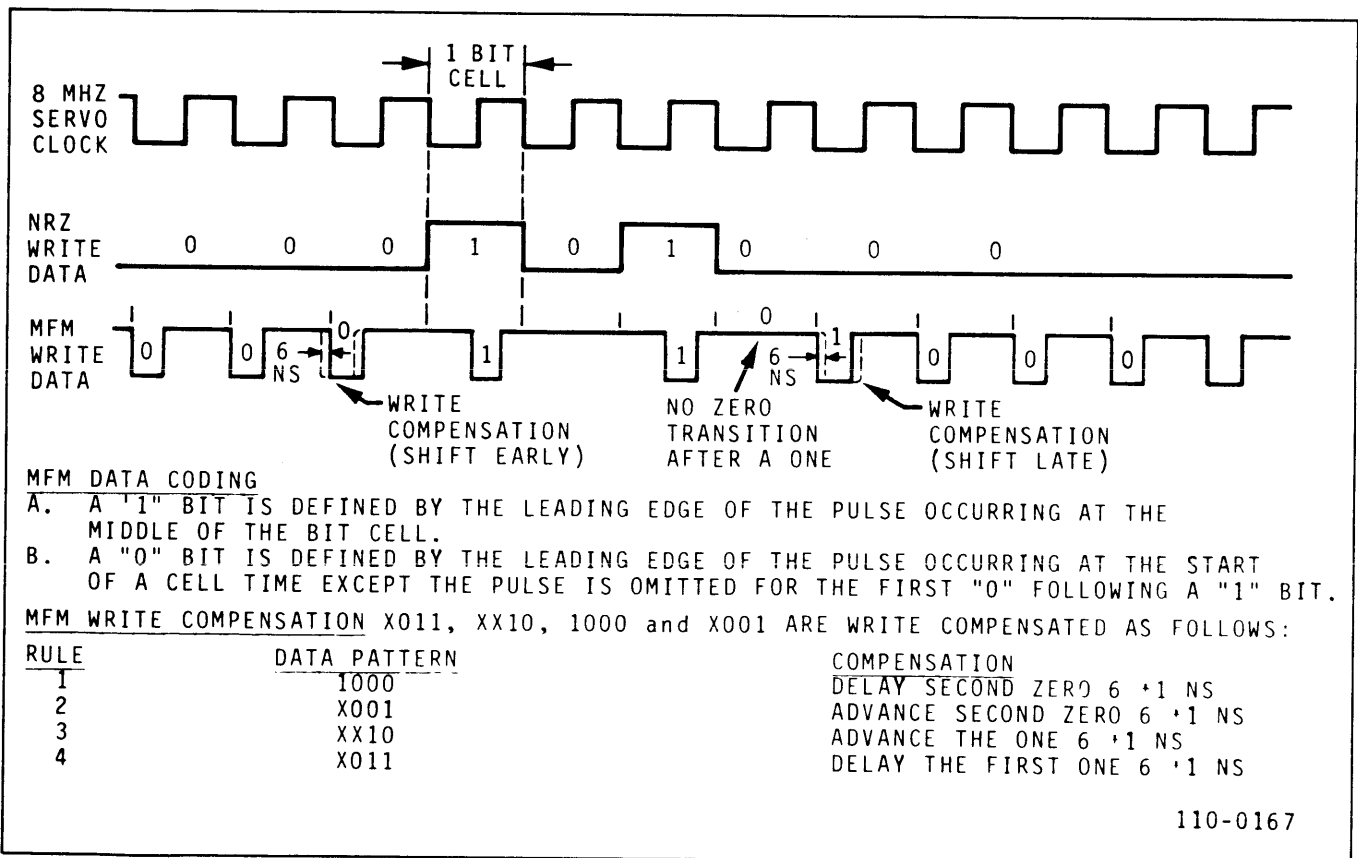 1 BIT
CELL
8 MHZ
SERVO
CLOCK
NRZ
WRITE
DATA
0 0 0 1 0 1 0 0 0
MFM
WRITE
DATA
0 0 0 1 1 0 1 0 0 0
6
NS
6
NS
WRITE
COMPENSATION
(SHIFT EARLY)
NO ZERO
TRANSITION
AFTER A ONE
WRITE
COMPENSATION
(SHIFT LATE)
MFM DATA CODING
A. A '1" BIT IS DEFINED BY THE LEADING EDGE OF THE PULSE OCCURRING AT THE
MIDDLE OF THE BIT CELL.
B. A "0" BIT IS DEFINED BY THE LEADING EDGE OF THE PULSE OCCURRING AT THE START
OF A CELL TIME EXCEPT THE PULSE IS OMITTED FOR THE FIRST "0" FOLLOWING A "1" BIT.
MFM WRITE COMPENSATION X011, XX10, 1000 and X001 ARE WRITE COMPENSATED AS FOLLOWS:
RULE DATA PATTERN COMPENSATION
1 1000 DELAY SECOND ZERO 6 +1 NS
2 X001 ADVANCE SECOND ZERO 6 +1 NS
3 XX10 ADVANCE THE ONE 6 +1 NS
4 X011 DELAY THE FIRST ONE 6 +1 NS
110-0167